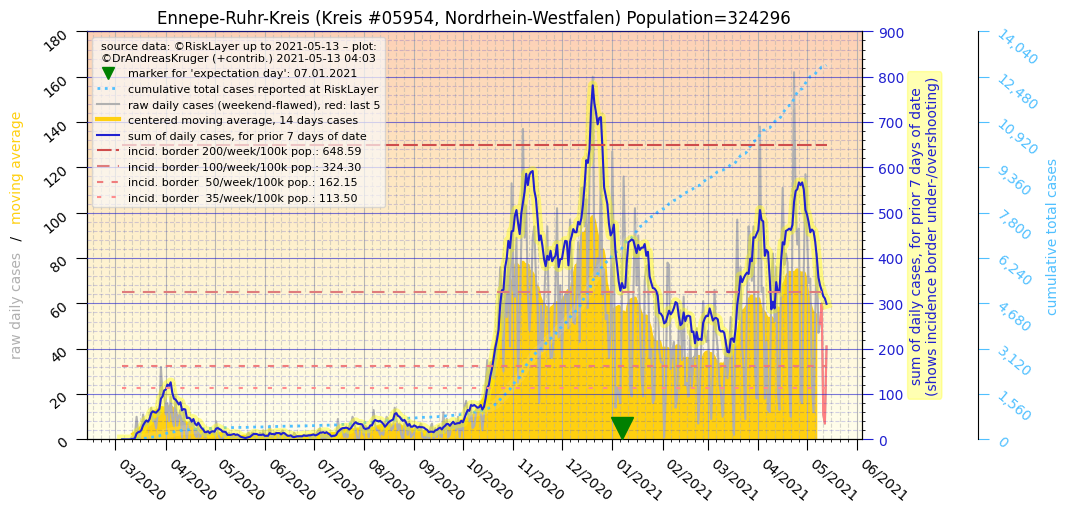 Ennepe-Ruhr-Kreis (Kreis #05954, Nordrhein-Westfalen) Population=324296
source data: ©RiskLayer up to 2021-05-13 – plot:
©DrAndreasKruger (+contrib.) 2021-05-13 04:03
marker for 'expectation day': 07.01.2021
cumulative total cases reported at RiskLayer
raw daily cases (weekend-flawed), red: last 5
centered moving average, 14 days cases
sum of daily cases, for prior 7 days of date
incid. border 200/week/100k pop.: 648.59
incid. border 100/week/100k pop.: 324.30
incid. border  50/week/100k pop.: 162.15
incid. border  35/week/100k pop.: 113.50
raw daily cases / moving average
180
160
140
120
100
80
60
40
20
0
03/2020
04/2020
05/2020
06/2020
07/2020
08/2020
09/2020
10/2020
11/2020
12/2020
01/2021
02/2021
03/2021
04/2021
05/2021
06/2021
900
800
700
600
500
400
300
200
100
0
sum of daily cases, for prior 7 days of date
(shows incidence border under-/overshooting)
14,040
12,480
10,920
9,360
7,800
6,240
4,680
3,120
1,560
0
cumulative total cases